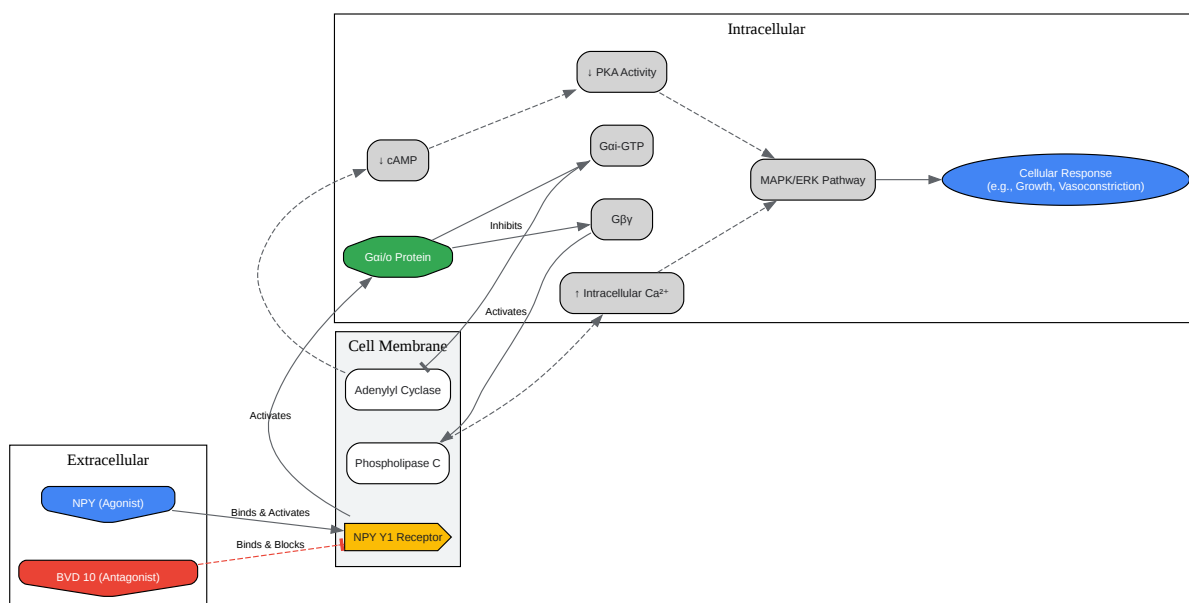 Intracellular
↓ PKA Activity
Gαi-GTP
↓ cAMP
MAPK/ERK Pathway
Cellular Response
(e.g., Growth, Vasoconstriction)
Gβγ
Inhibits
Gαi/o Protein
↑ Intracellular Ca²⁺
Activates
Cell Membrane
Adenylyl Cyclase
Activates
Phospholipase C
Extracellular
NPY (Agonist)
Binds & Activates
NPY Y1 Receptor
Binds & Blocks
BVD 10 (Antagonist)